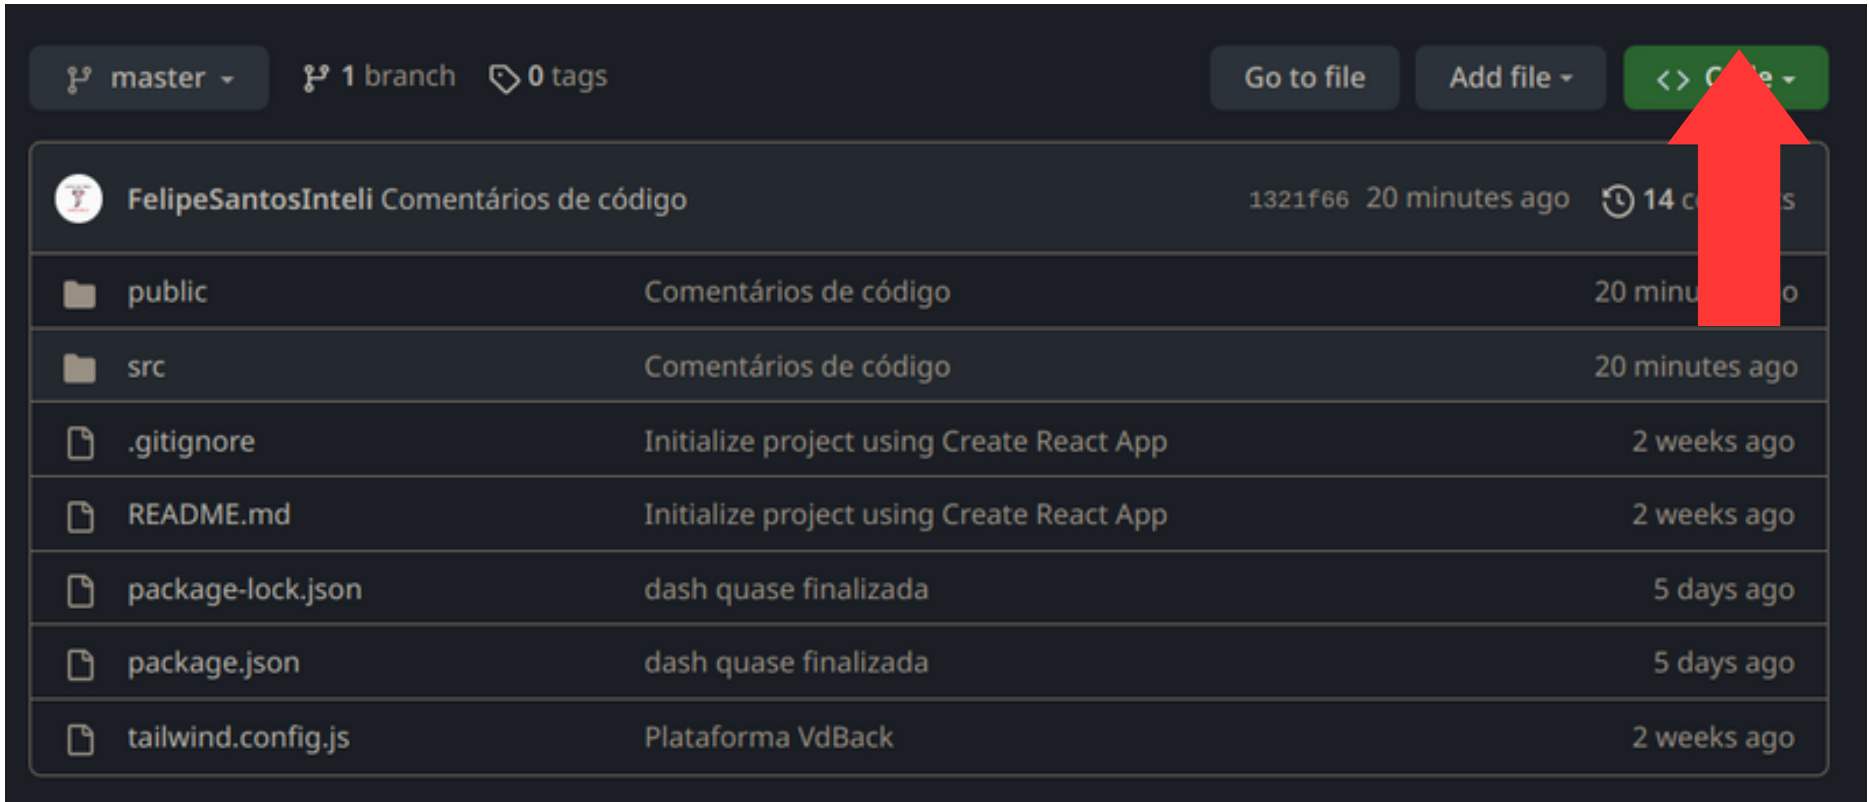 master 1 branch 0 tags Go to file Add file <>
FelipeSantosInteli Comentários de código 1321f66 20 minutes ago 14
public Comentários de código 20
src Comentários de código 20 minutes ago
.gitignore Initialize project using Create React App 2 weeks ago
README.md Initialize project using Create React App 2 weeks ago
package-lock.json dash quase finalizada 5 days ago
package.json dash quase finalizada 5 days ago
tailwind.config.js Plataforma VdBack 2 weeks ago